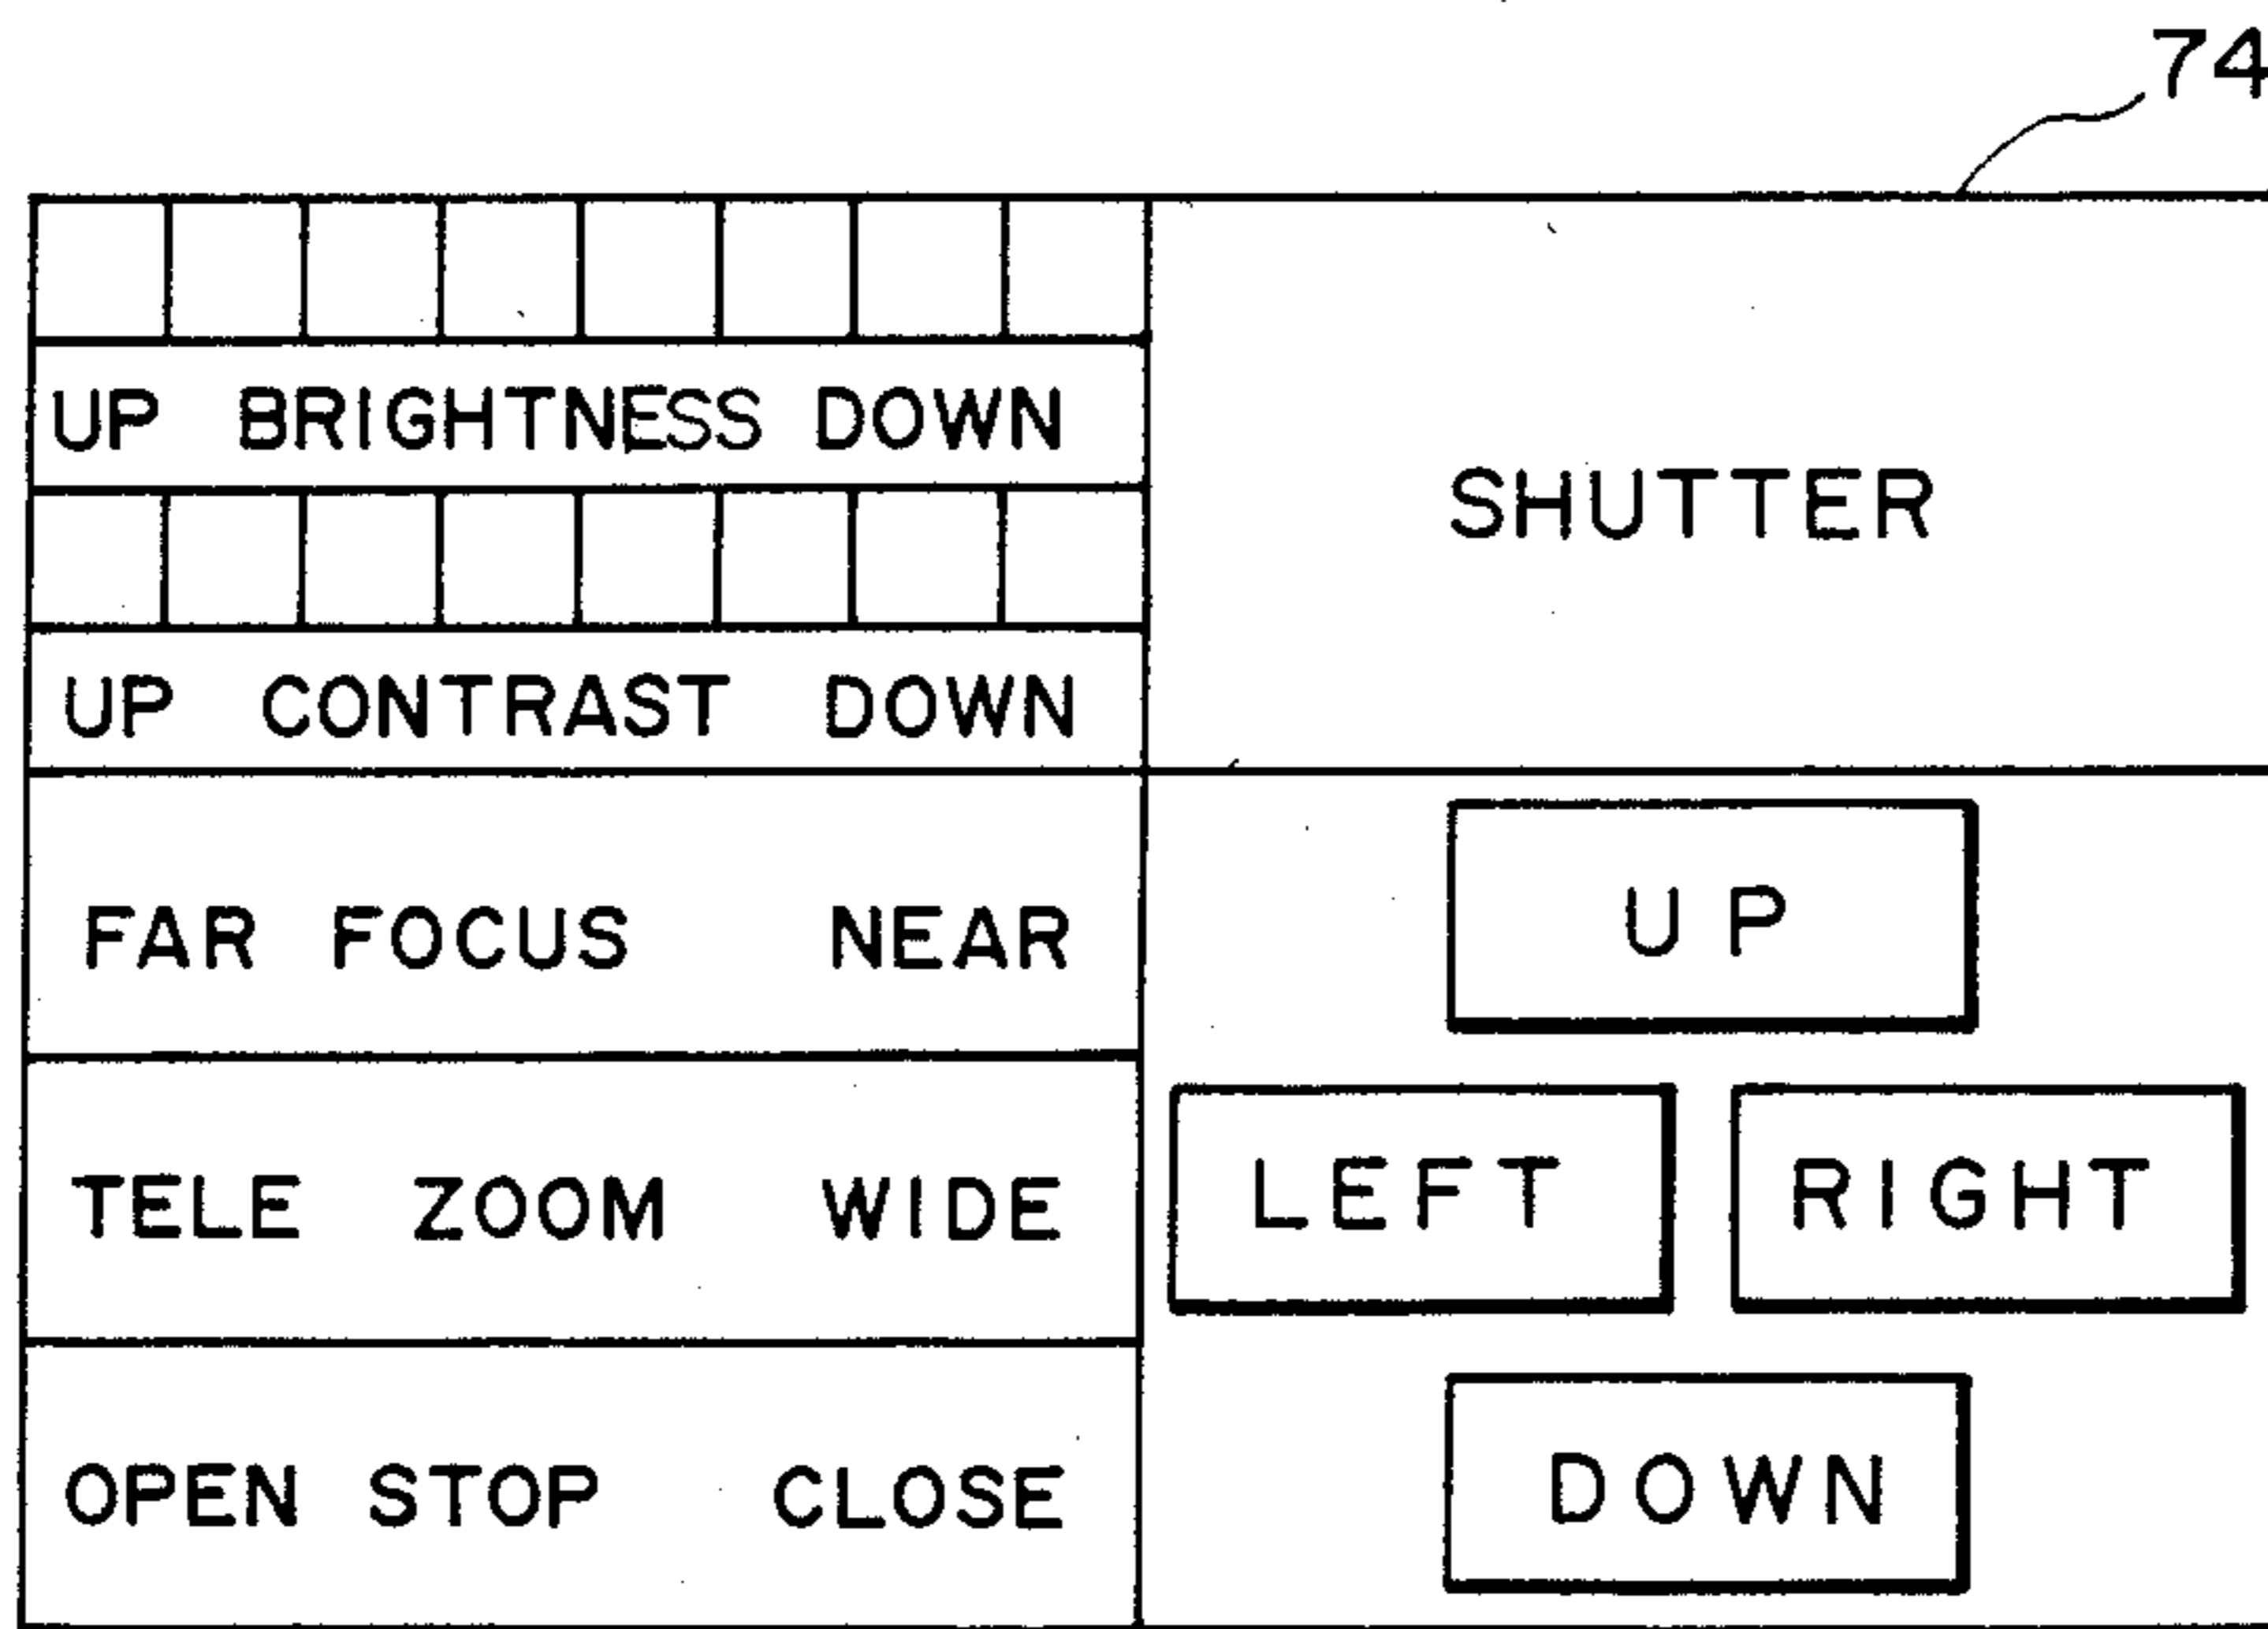 74
UP BRIGHTNESS DOWN
UP CONTRAST DOWN
SHUTTER
FAR FOCUS NEAR
TELE ZOOM WIDE
OPEN STOP CLOSE
UP
LEFT RIGHT
DOWN